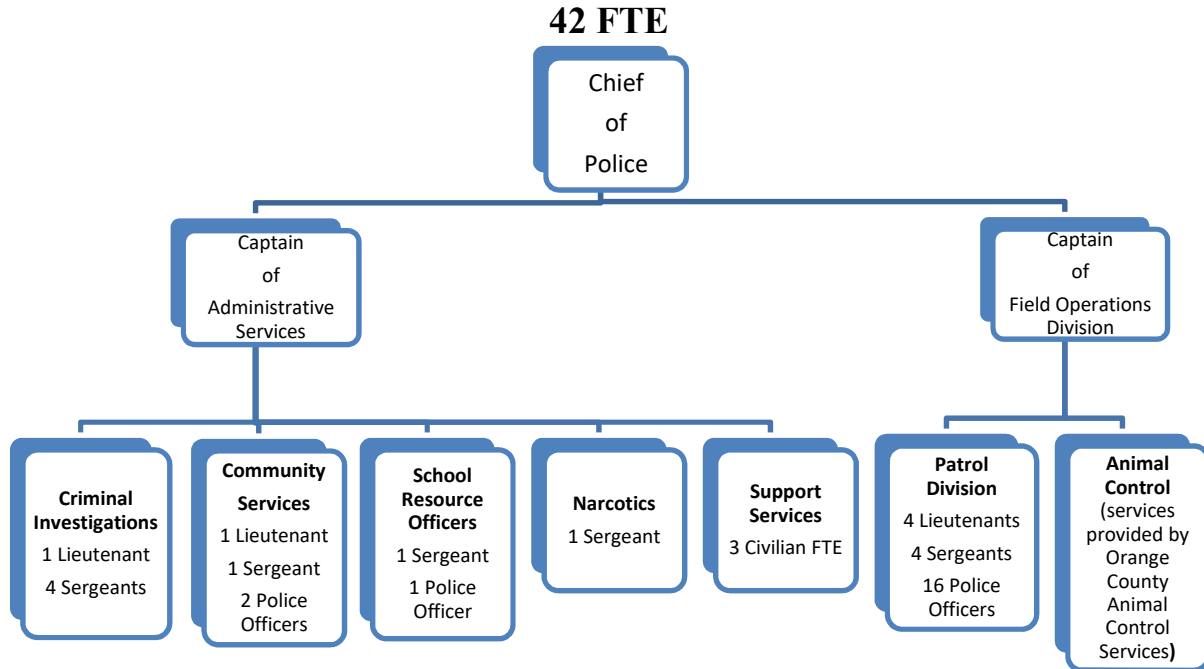 42 FTE
Chief
of
Police
Captain
of
Administrative
Services
Captain
of
Field Operations
Division
Criminal
Investigations
1 Lieutenant
4 Sergeants
Community
Services
1 Lieutenant
1 Sergeant
2 Police
Officers
School
Resource
Officers
1 Sergeant
1 Police
Officer
Narcotics
1 Sergeant
Support
Services
3 Civilian FTE
Patrol
Division
4 Lieutenants
4 Sergeants
16 Police
Officers
Animal
Control
(services
provided by
Orange
County
Animal
Control
Services)